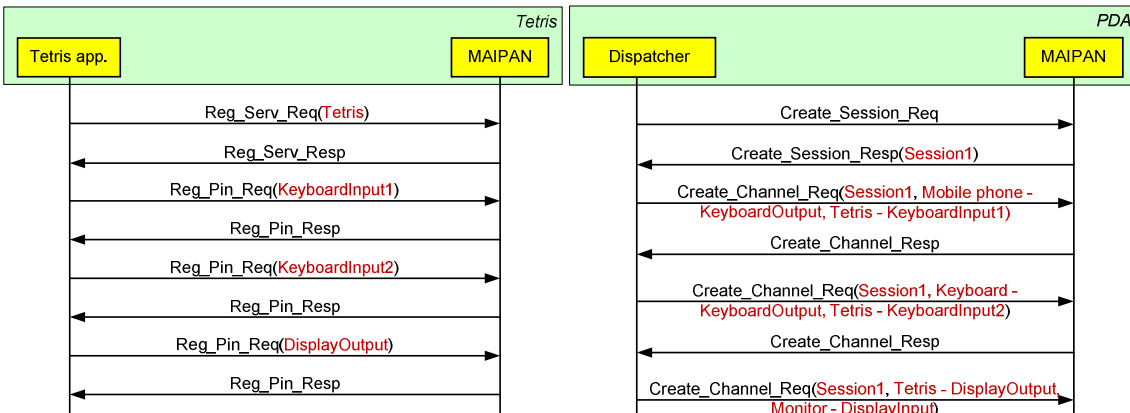 Tetris
Tetris app.
MAIPAN
Reg_Serv_Req(Tetris)
Reg_Serv_Resp
Reg_Pin_Req(KeyboardInput1)
Reg_Pin_Resp
Reg_Pin_Req(KeyboardInput2)
Reg_Pin_Resp
Reg_Pin_Req(DisplayOutput)
Reg_Pin_Resp
PDA
Dispatcher
MAIPAN
Create_Session_Req
Create_Session_Resp(Session1)
Create_Channel_Req(Session1, Mobile phone -
KeyboardOutput, Tetris - KeyboardInput1)
Create_Channel_Resp
Create_Channel_Req(Session1, Keyboard -
KeyboardOutput, Tetris - KeyboardInput2)
Create_Channel_Resp
Create_Channel_Req(Session1, Tetris - DisplayOutput,
Monitor - DisplayInput)